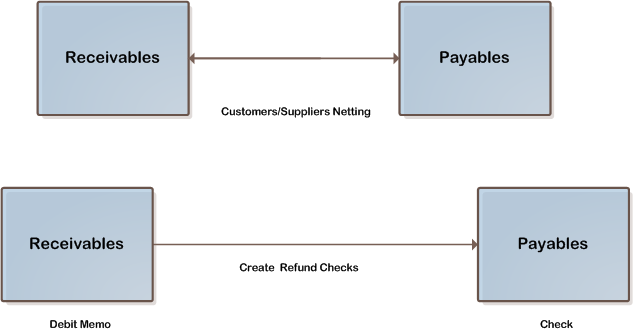 Receivables
Payables
Customers/Suppliers Netting
Receivables
Payables
Create Refund Checks
Debit Memo
Check